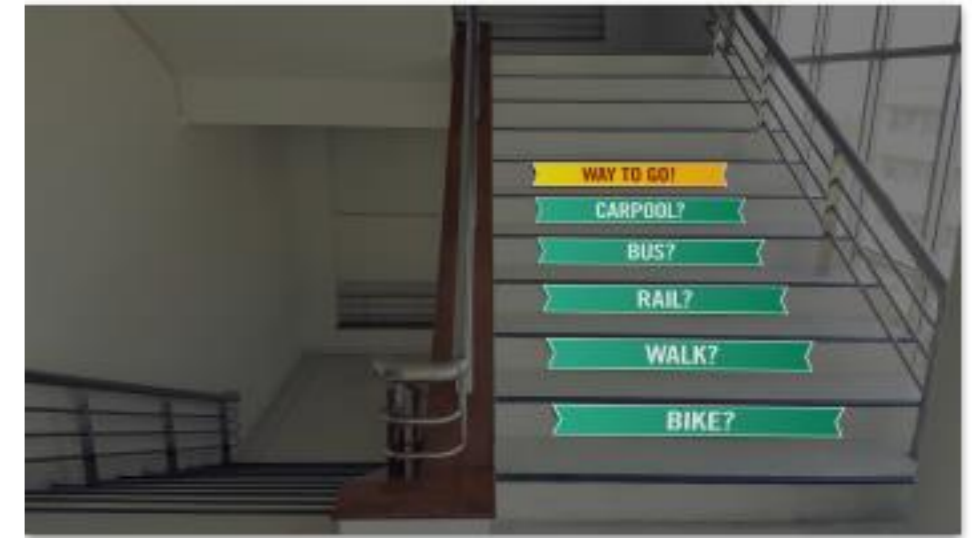 WAY TO GO!
CARPOOL?
BUS?
RAIL?
WALK?
BIKE?